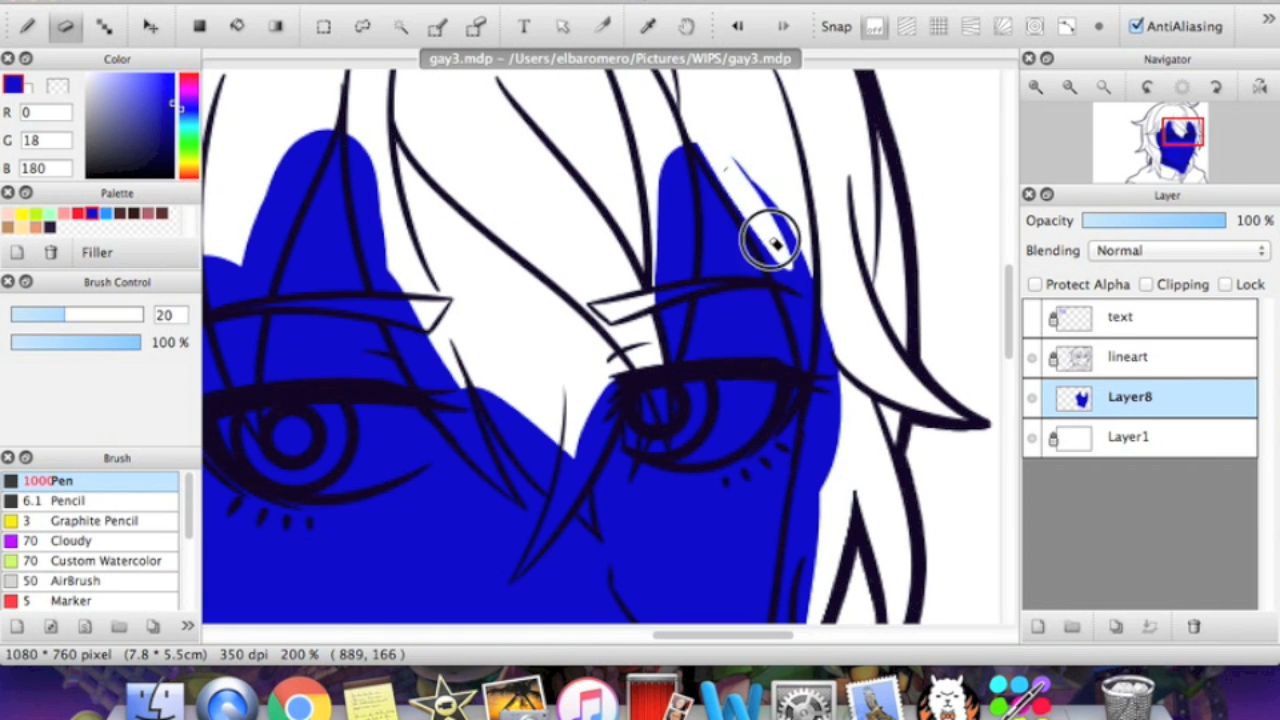 Snap off AntiAliasing »
gay3.mdp – /Users/elbaromero/Pictures/WIPS/gay3.mdp
Color
R 0
G 18
B 180
Palette
Filler
Brush Control
20
100 %
Brush
1000 Pen
6.1 Pencil
3 Graphite Pencil
70 Cloudy
70 Custom Watercolor
50 AirBrush
5 Marker
»
Navigator
Layer
Opacity 100 %
Blending Normal
Protect Alpha Clipping Lock
text
lineart
Layer8
Layer1
1080 * 760 pixel (7.8 * 5.5cm) 350 dpi 200 % ( 889, 166 )